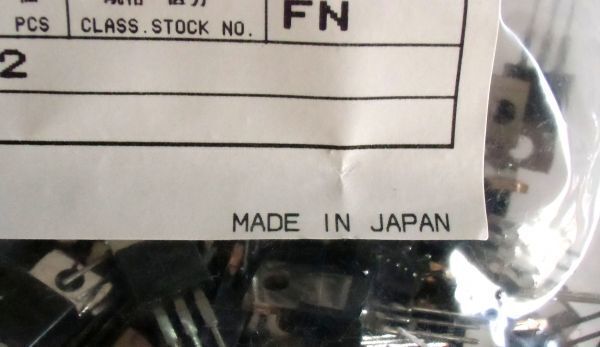 PCS CLASS.STOCK NO. FN
2
MADE IN JAPAN